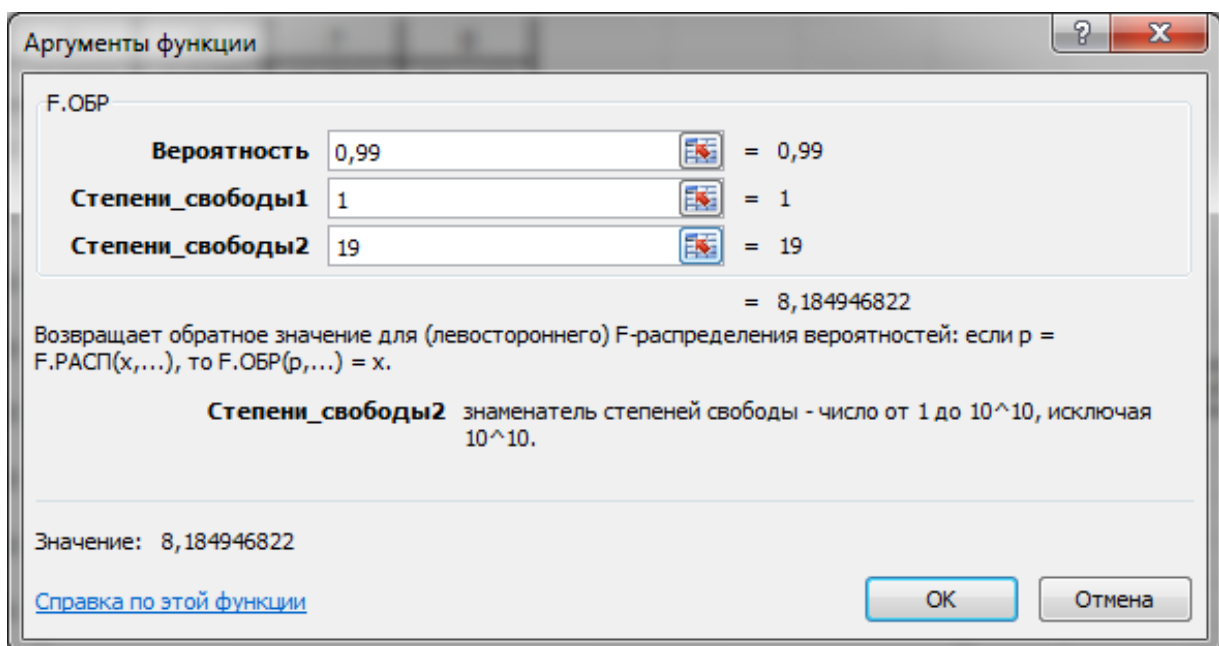 Аргументы функции
F.ОБР
Вероятность 0,99 = 0,99
Степени_свободы1 1 = 1
Степени_свободы2 19 = 19
= 8,184946822
Возвращает обратное значение для (левостороннего) F-распределения вероятностей: если p =
F.РАСП(x,...), то F.ОБР(p,...) = x.
Степени_свободы2 знаменатель степеней свободы - число от 1 до 10^10, исключая
10^10.
Значение: 8,184946822
Справка по этой функции
ОК
Отмена